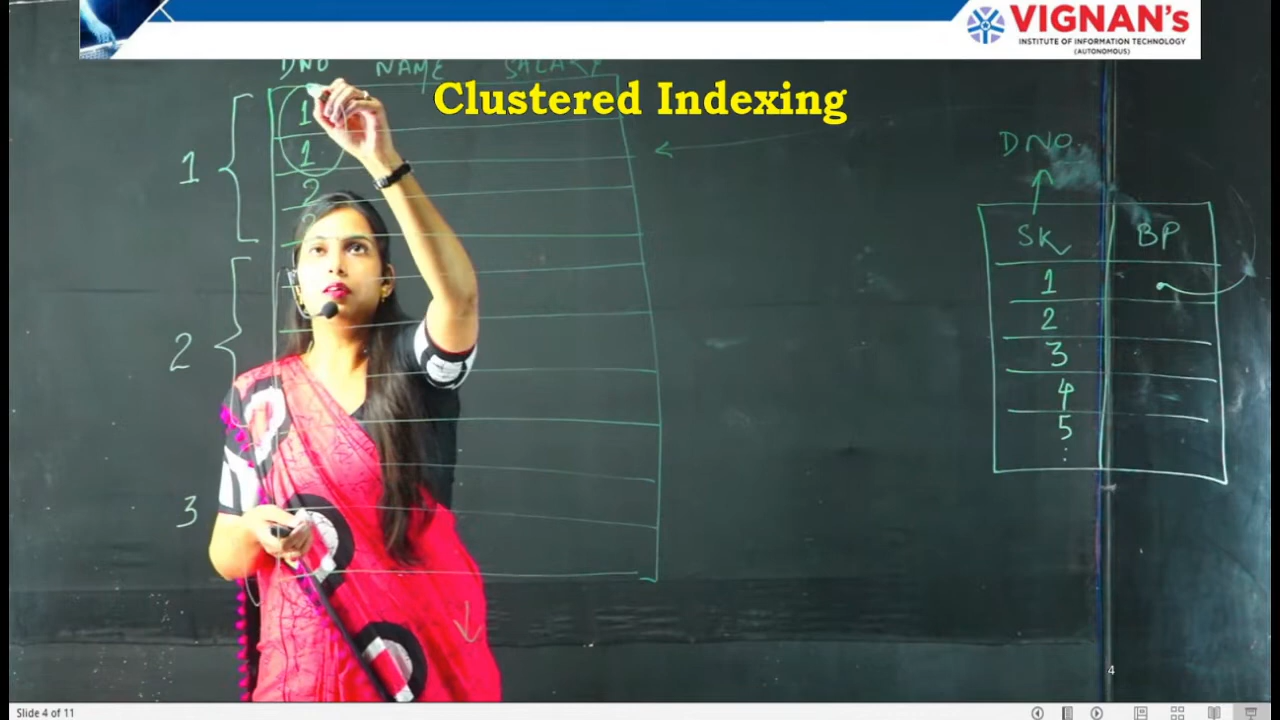 VIGNAN's
INSTITUTE OF INFORMATION TECHNOLOGY
(AUTONOMOUS)
DNO NAME SALARY
Clustered Indexing
1
1
1
2
2
3
DNO
SK BP
1
2
3
4
5
:
4
Slide 4 of 11